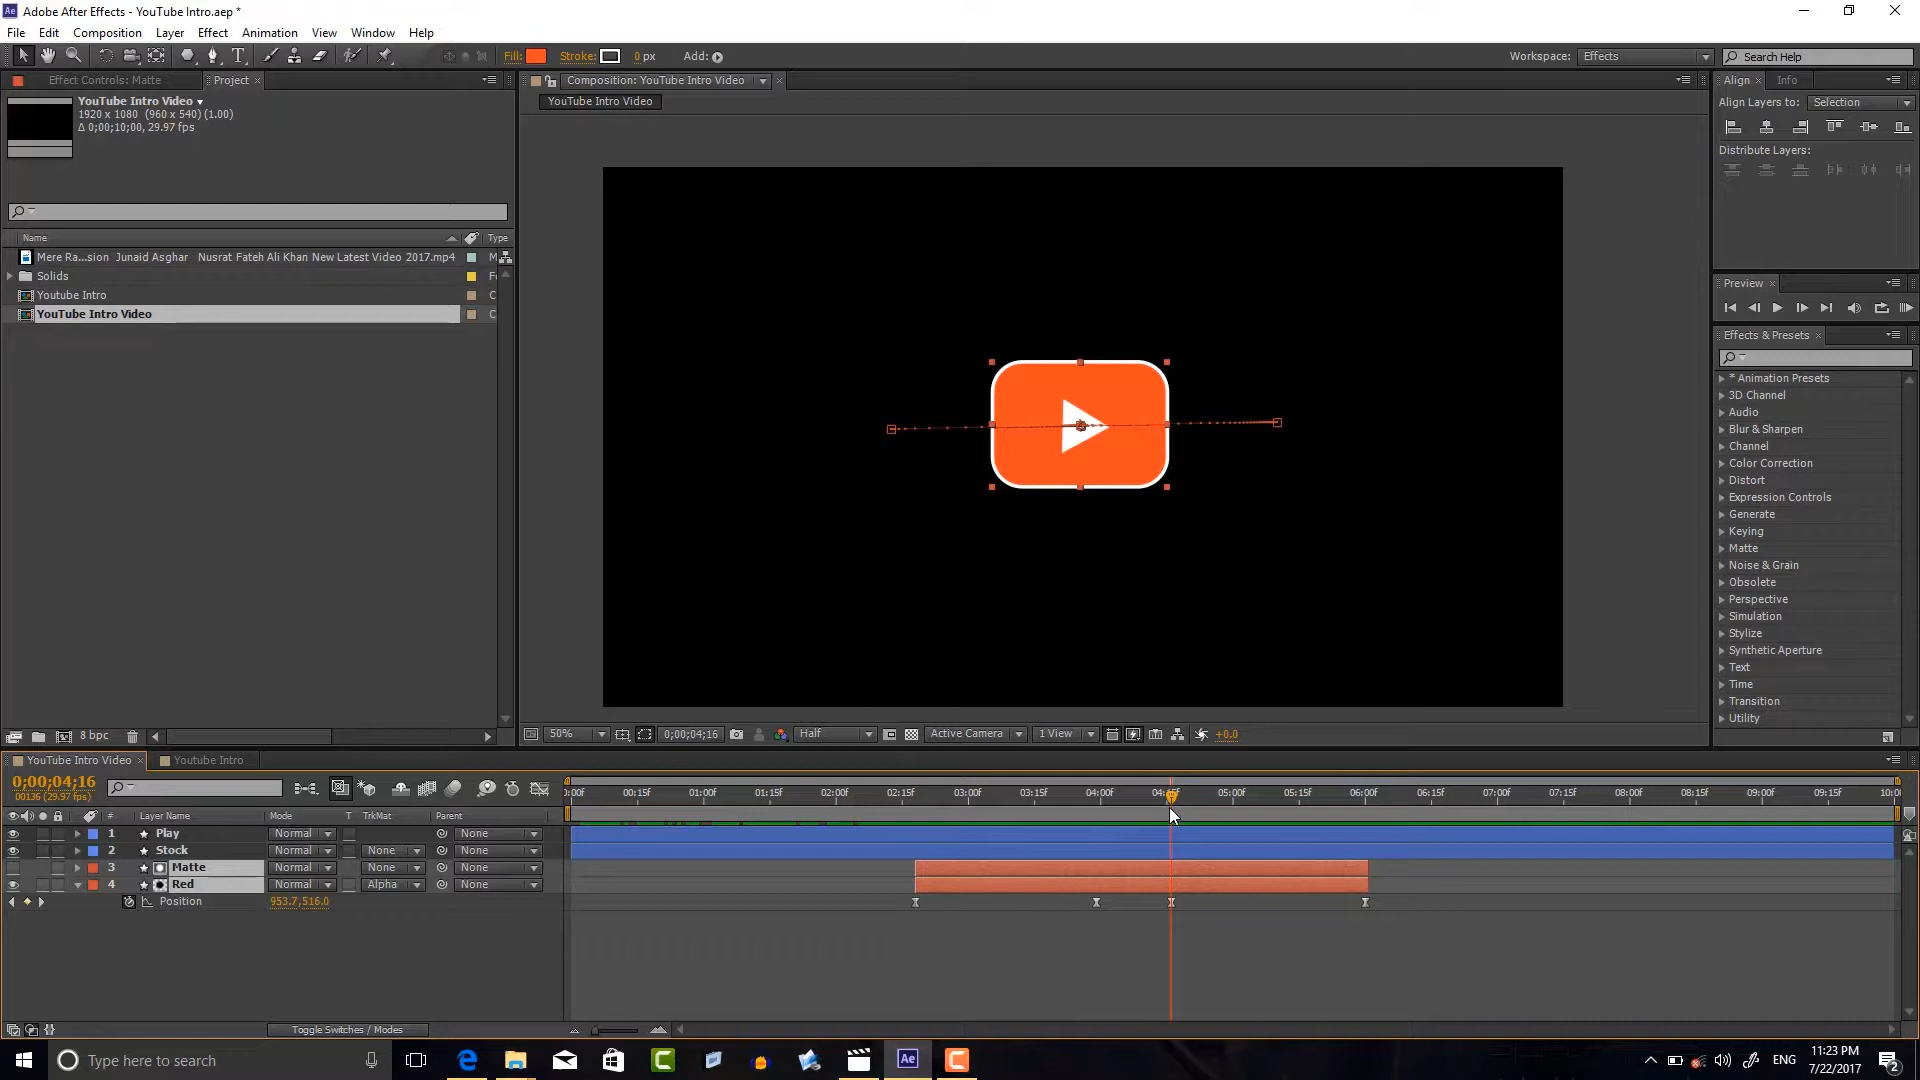 Adobe After Effects - YouTube Intro.aep *
File Edit Composition Layer Effect Animation View Window Help
Fill: Stroke: 0 px Add: Workspace: Effects Search Help
Effect Controls: Matte Project Composition: YouTube Intro Video Align Info
YouTube Intro Video
1920 x 1080 (960 x 540) (1.00)
Δ 0;00;10;00, 29.97 fps
YouTube Intro Video
Align Layers to: Selection
Distribute Layers:
Name Type
Mere Ra...sion Junaid Asghar Nusrat Fateh Ali Khan New Latest Video 2017.mp4 M
Solids F
Youtube Intro C
YouTube Intro Video C
Preview
Effects & Presets
* Animation Presets
3D Channel
Audio
Blur & Sharpen
Channel
Color Correction
Distort
Expression Controls
Generate
Keying
Matte
Noise & Grain
Obsolete
Perspective
Simulation
Stylize
Synthetic Aperture
Text
Time
Transition
Utility
8 bpc 50% 0;00;04;16 Half Active Camera 1 View +0.0
YouTube Intro Video Youtube Intro
0;00;04;16
00136 (29.97 fps)
0:00f 00:15f 01:00f 01:15f 02:00f 02:15f 03:00f 03:15f 04:00f 05:00f 05:15f 06:00f 06:15f 07:00f 07:15f 08:00f 08:15f 09:00f 09:15f 10:0
# Layer Name Mode T TrkMat Parent
1 Play Normal None
2 Stock Normal None None
3 Matte Normal None None
4 Red Normal Alpha None
Position 953.7,516.0
Toggle Switches / Modes
Type here to search
Ae
ENG
11:23 PM
7/22/2017
2